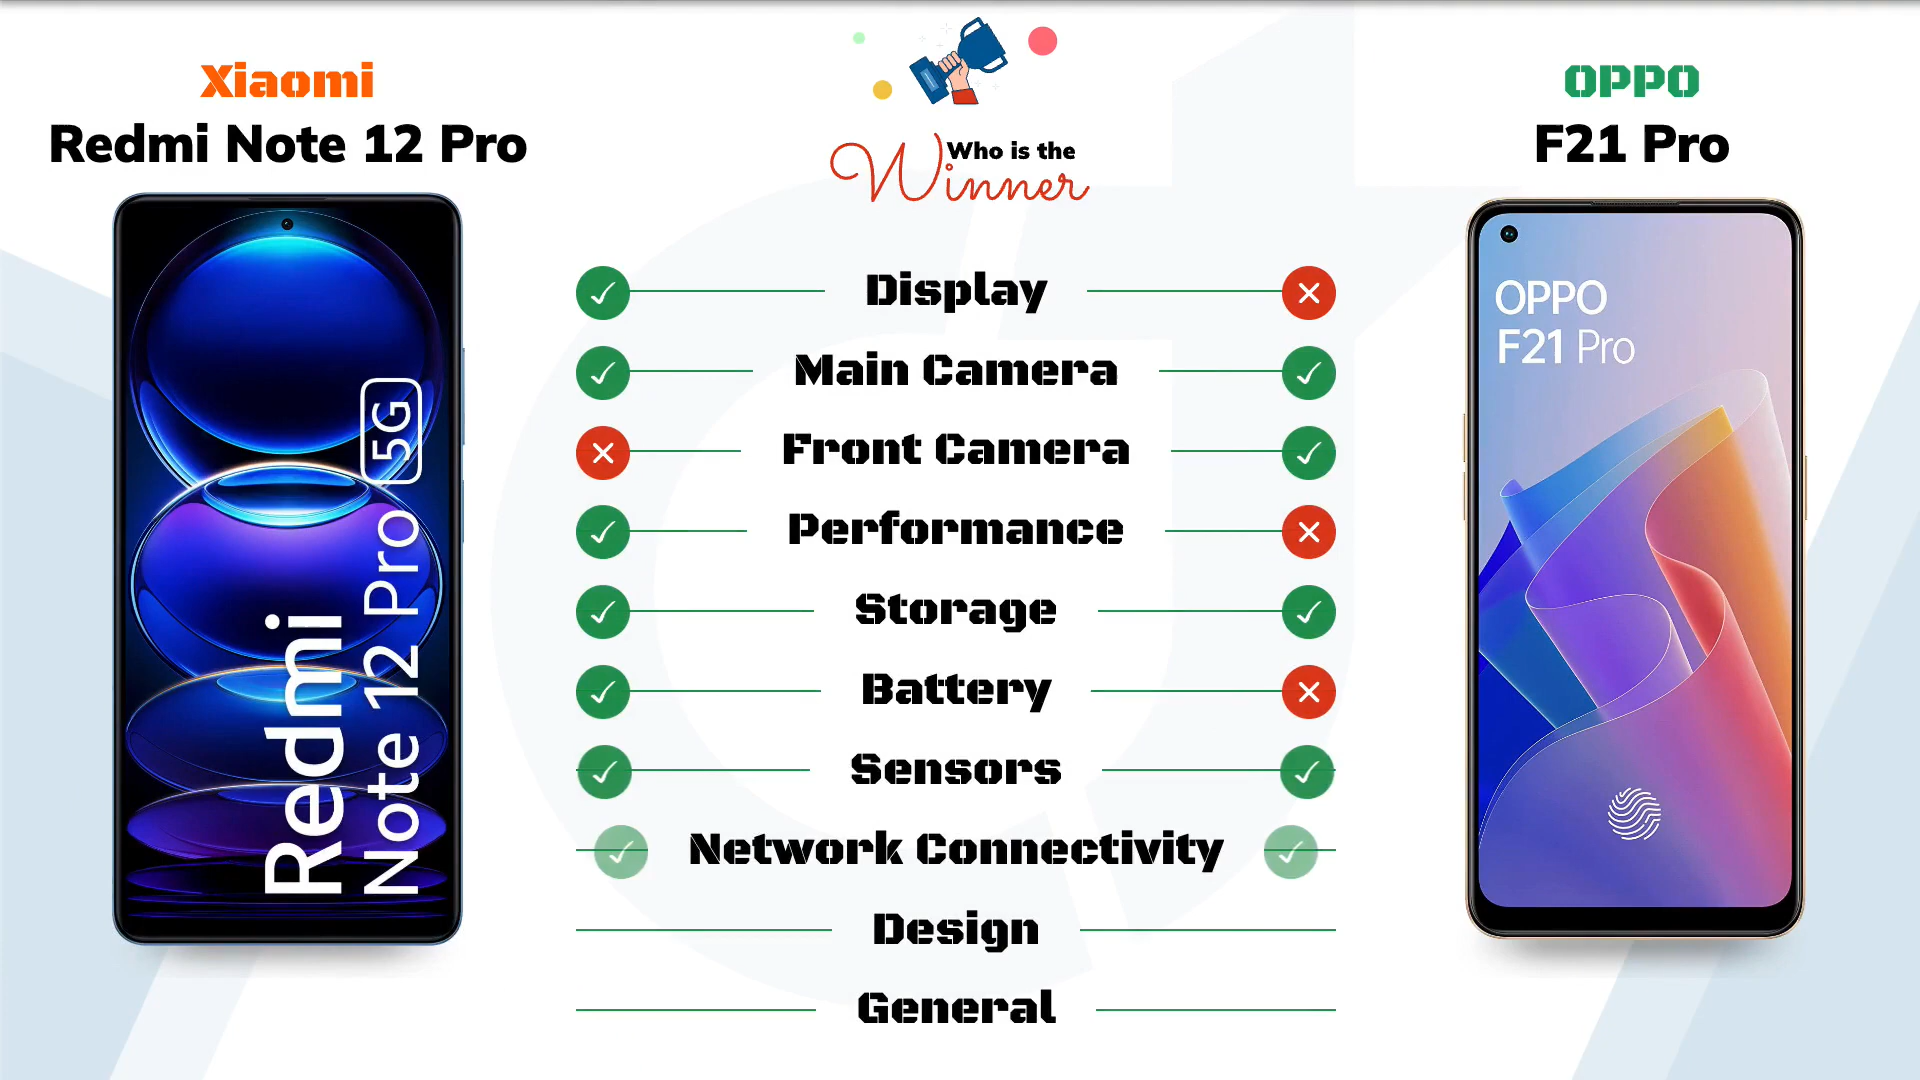 Xiaomi
Redmi Note 12 Pro
Who is the
Winner
OPPO
F21 Pro
Display
Main Camera
Front Camera
Performance
Storage
Battery
Sensors
Network Connectivity
Design
General
Redmi
Note 12 Pro 5G
OPPO
F21 Pro